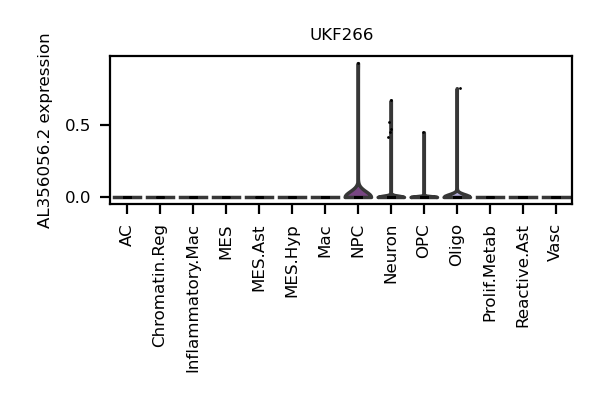 UKF266
AL356056.2 expression
0.5
0.0
AC
Chromatin.Reg
Inflammatory.Mac
MES
MES.Ast
MES.Hyp
Mac
NPC
Neuron
OPC
Oligo
Prolif.Metab
Reactive.Ast
Vasc